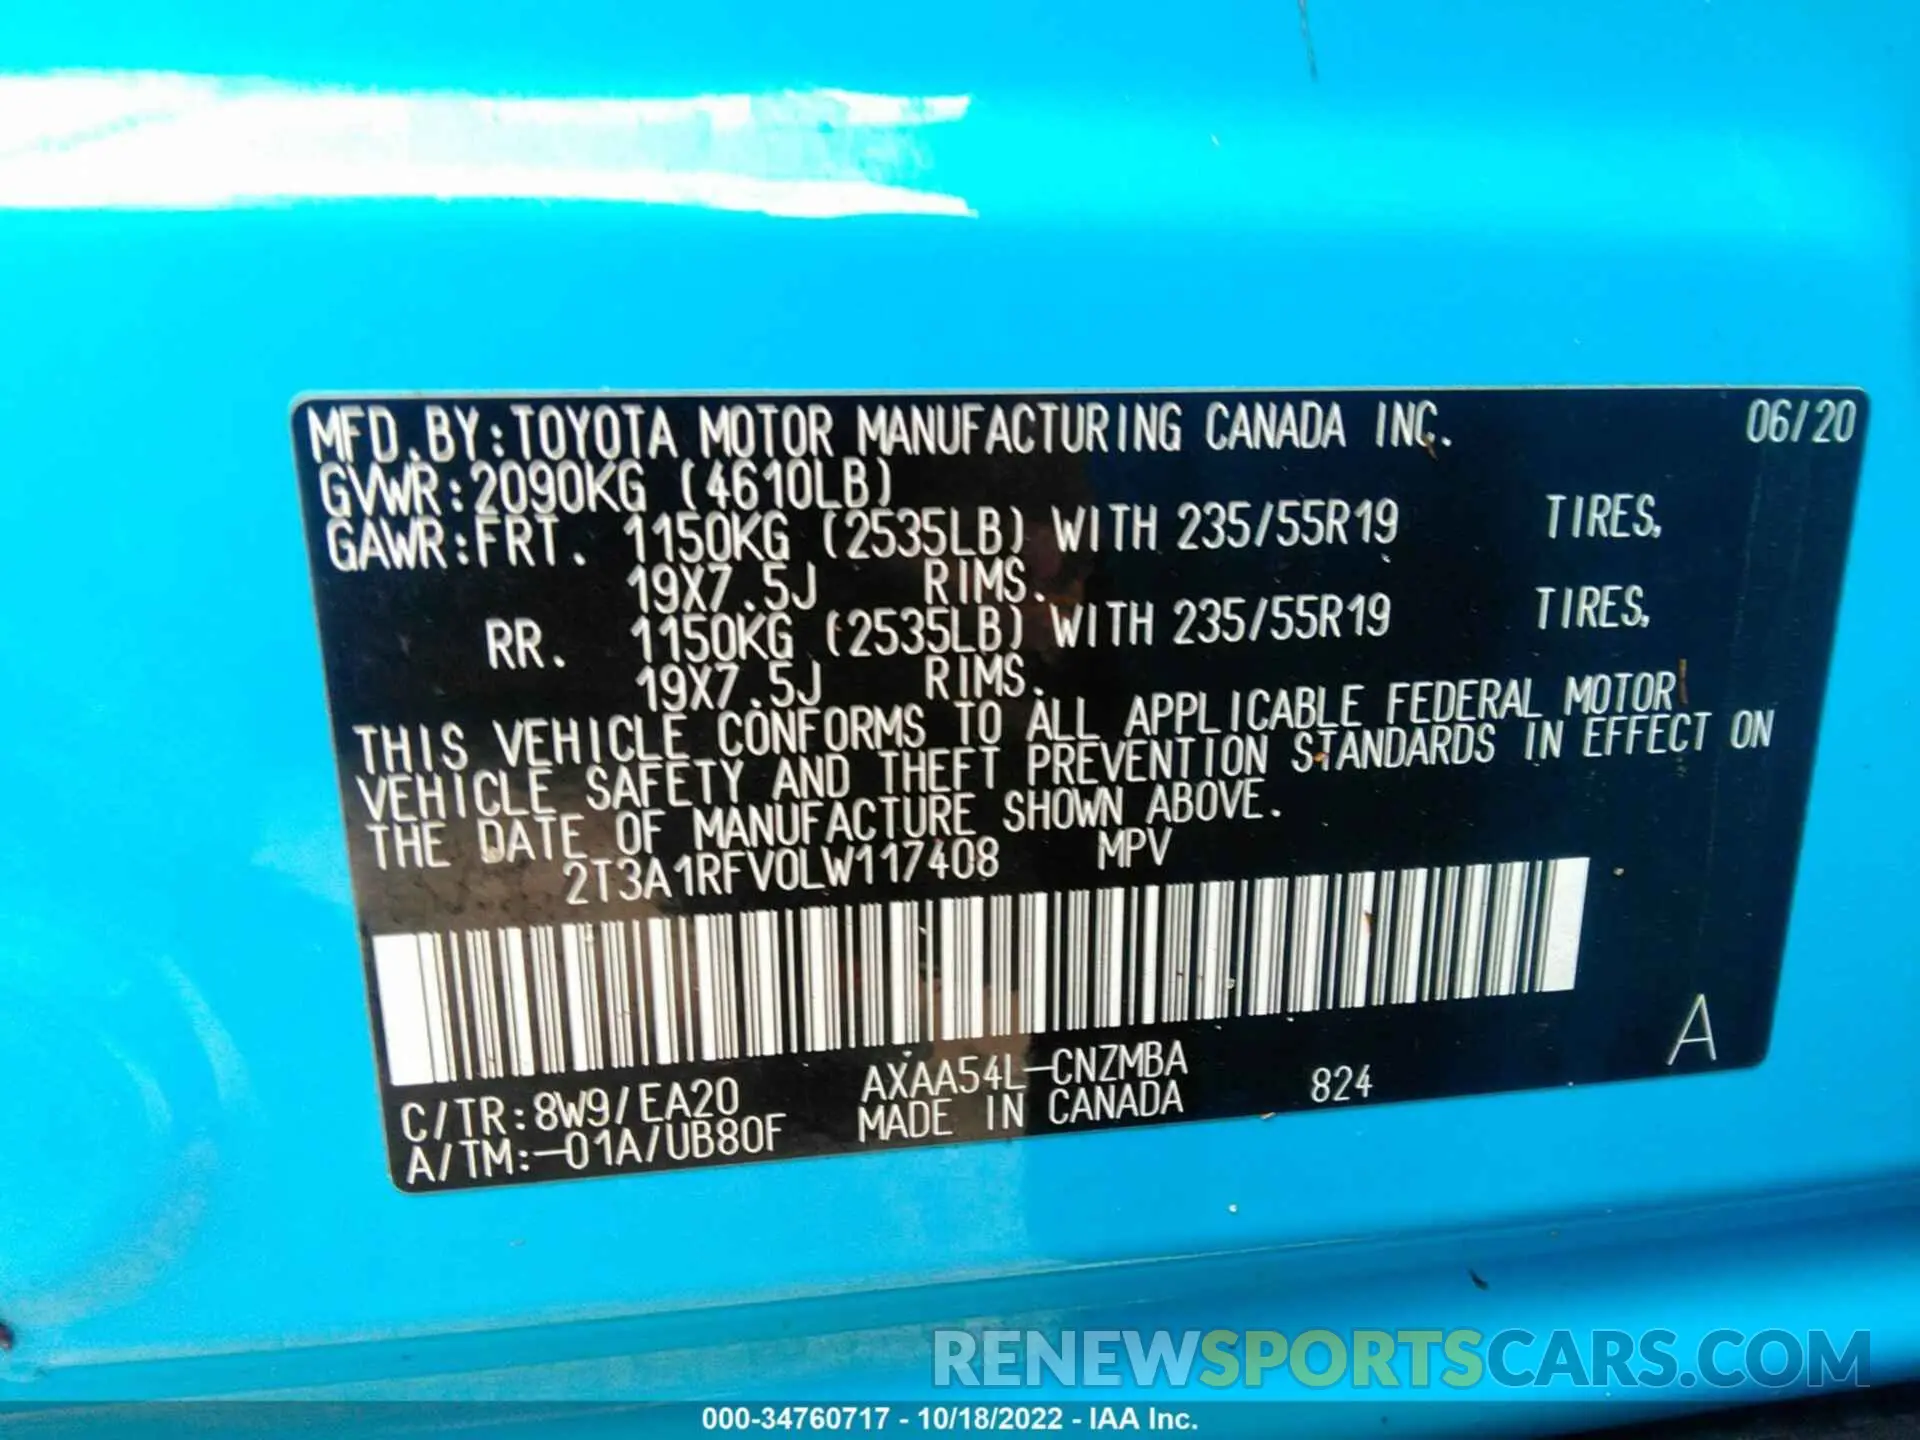 MFD.BY:TOYOTA MOTOR MANUFACTURING CANADA INC. 06/20
GVWR:2090KG (4610LB)
GAWR:FRT. 1150KG (2535LB) WITH 235/55R19 TIRES,
19X7.5J RIMS.
RR. 1150KG (2535LB) WITH 235/55R19 TIRES,
19X7.5J RIMS.
THIS VEHICLE CONFORMS TO ALL APPLICABLE FEDERAL MOTOR
VEHICLE SAFETY AND THEFT PREVENTION STANDARDS IN EFFECT ON
THE DATE OF MANUFACTURE SHOWN ABOVE.
2T3A1RFV0LW117408 MPV
A
C/TR:8W9/EA20 AXAA54L-CNZMBA
A/TM:-01A/UB80F MADE IN CANADA 824
RENEWSPORTSCARS.COM
000-34760717 - 10/18/2022 - IAA Inc.